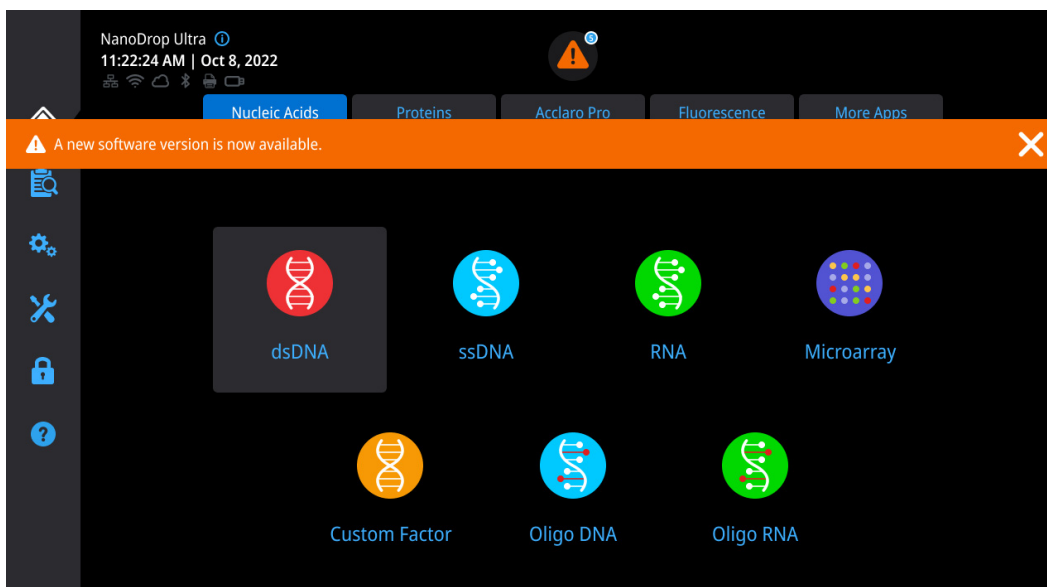 NanoDrop Ultra
11:22:24 AM | Oct 8, 2022
5
Nucleic Acids Proteins Acclaro Pro Fluorescence More Apps
A new software version is now available.
dsDNA ssDNA RNA Microarray
Custom Factor Oligo DNA Oligo RNA